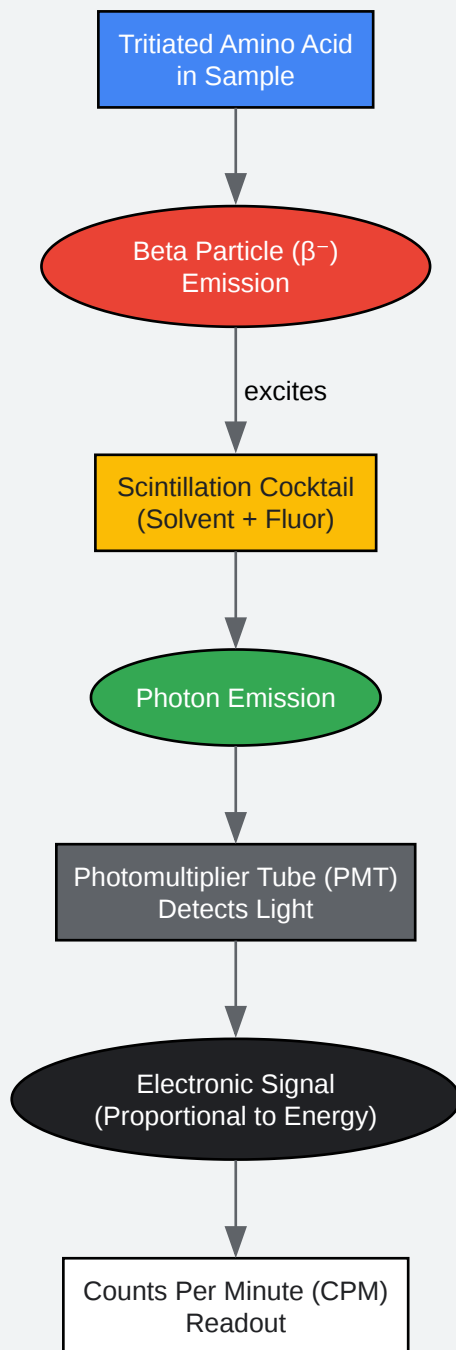 Tritiated Amino Acid
in Sample
Beta Particle (β⁻)
Emission
excites
Scintillation Cocktail
(Solvent + Fluor)
Photon Emission
Photomultiplier Tube (PMT)
Detects Light
Electronic Signal
(Proportional to Energy)
Counts Per Minute (CPM)
Readout